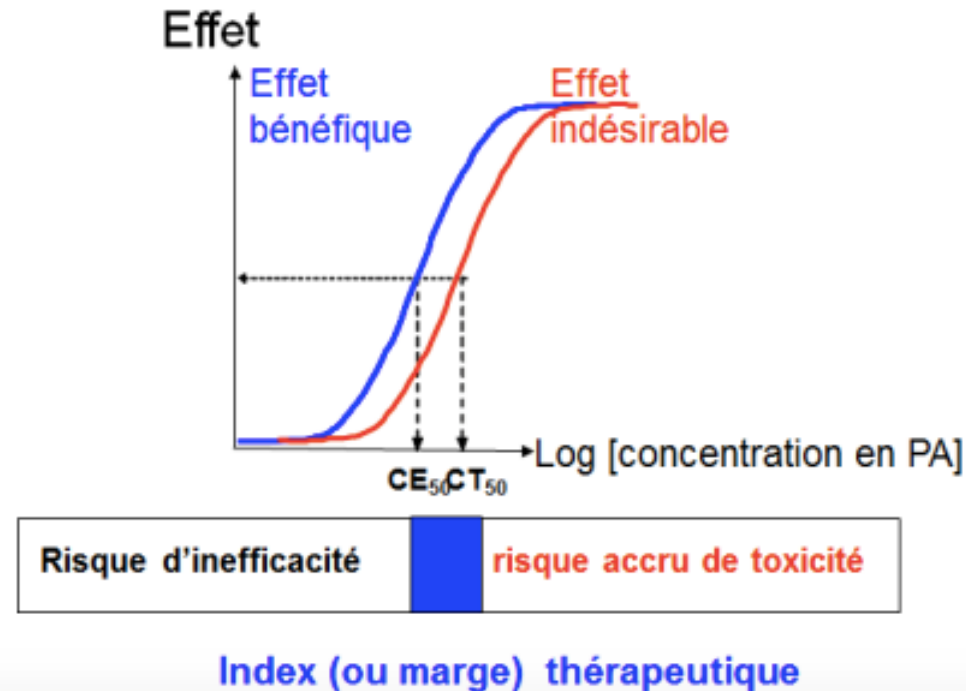 Effet
Effet
bénéfique
Effet
indésirable
Log [concentration en PA]
CE₅₀CT₅₀
Risque d'inefficacité
risque accru de toxicité
Index (ou marge) thérapeutique